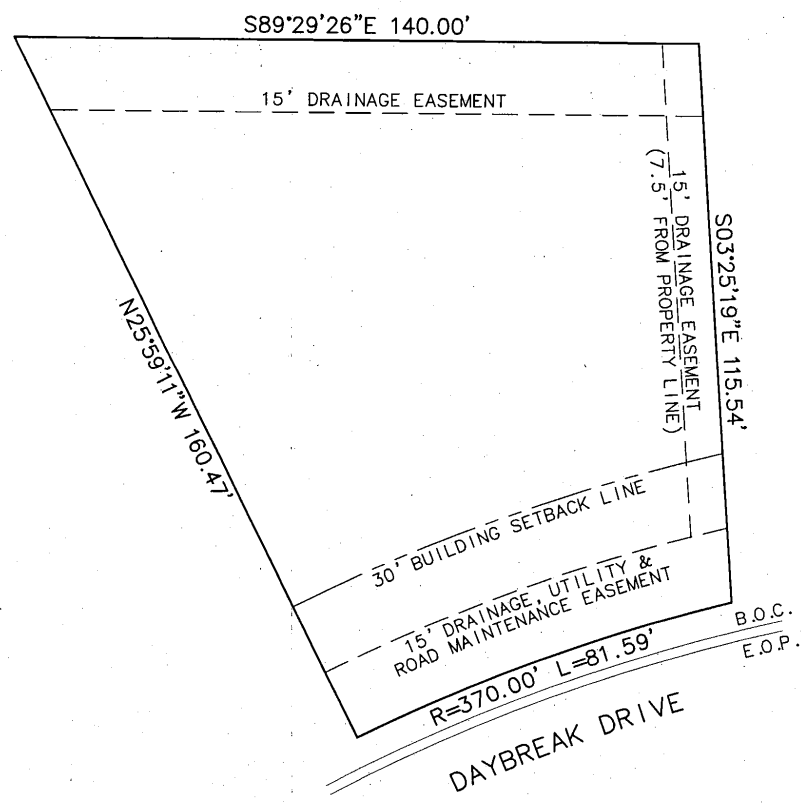 S89°29'26"E 140.00'
15' DRAINAGE EASEMENT
15' DRAINAGE EASEMENT
(7.5' FROM PROPERTY LINE)
S03°25'19"E 115.54'
N25°59'11"W 160.47'
30' BUILDING SETBACK LINE
15' DRAINAGE, UTILITY &
ROAD MAINTENANCE EASEMENT
R=370.00' L=81.59'
B.O.C.
E.O.P.
DAYBREAK DRIVE